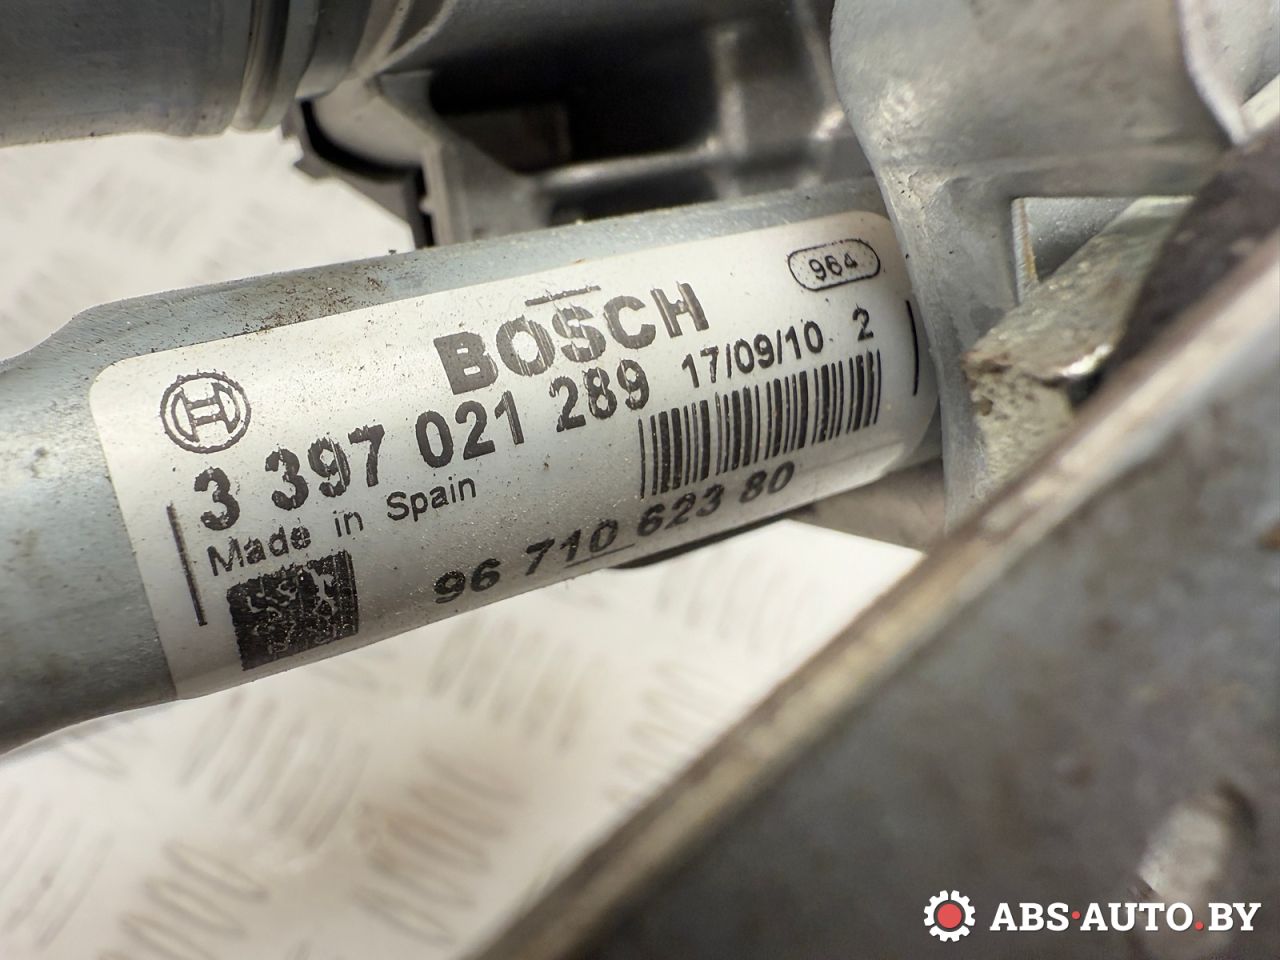 964
BOSCH
3 397 021 289 17/09/10 2
Made in Spain
96 710 623 80
ABS·AUTO.BY